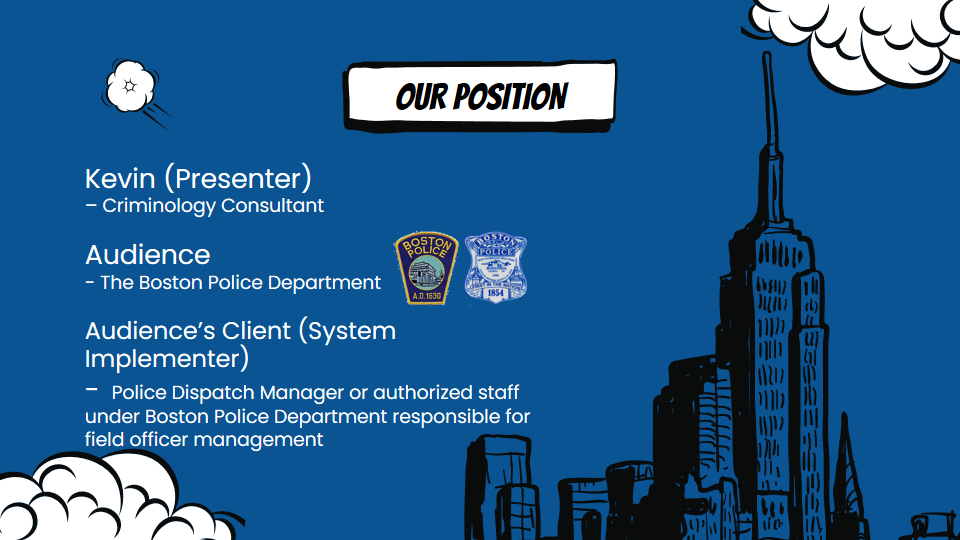 OUR POSITION
Kevin (Presenter)
– Criminology Consultant
Audience
- The Boston Police Department
BOSTON
POLICE
A.D. 1630
BOSTON
POLICE
1854
Audience’s Client (System
Implementer)
– Police Dispatch Manager or authorized staff
under Boston Police Department responsible for
field officer management